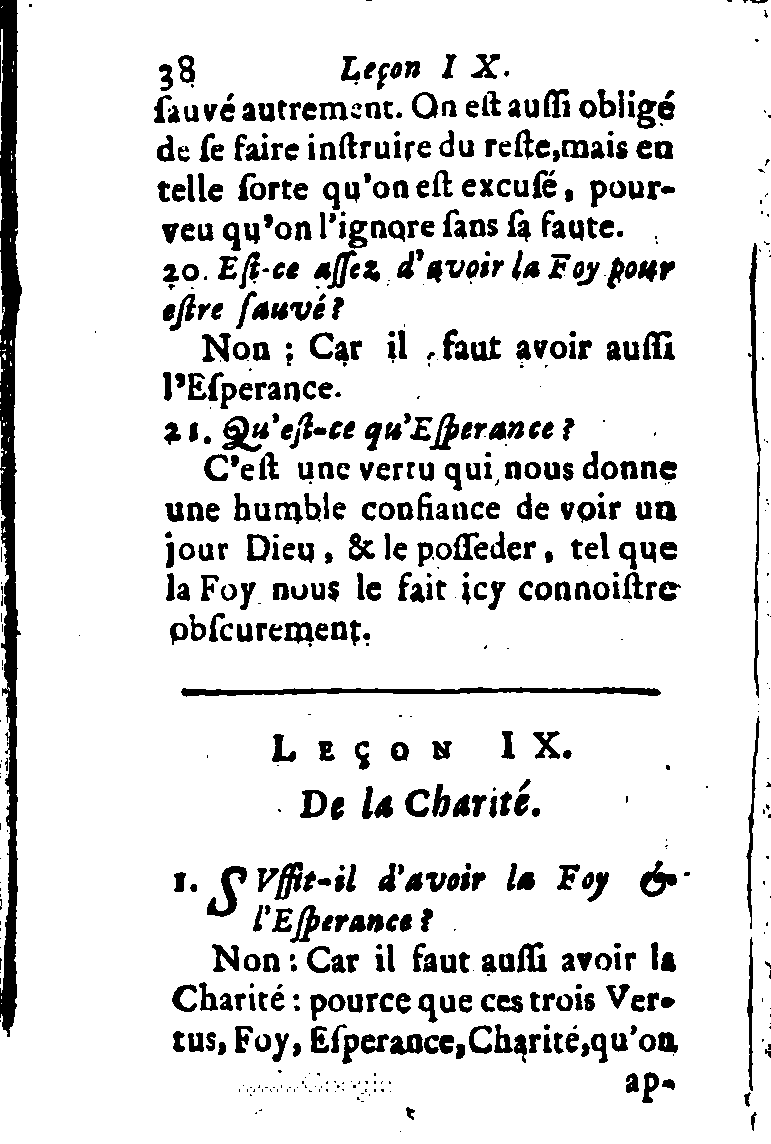 38 Leçon IX.
ſauvé autrement. On eſt auſſi obligé
de ſe faire inſtruire du reſte, mais en
telle ſorte qu'on eſt excuſé, pour-
veu qu'on l'ignore ſans ſa faute.
20. Eſt-ce aſſez d'avoir la Foy pour
eſtre ſauvé?
Non ; Car il faut avoir auſſi
l'Eſperance.
21. Qu'eſt-ce qu'Eſperance?
C'eſt une vertu qui nous donne
une humble confiance de voir un
jour Dieu, & le poſſeder, tel que
la Foy nous le fait icy connoiſtre
obſcurement.
LEÇON IX.
De la Charité.
1. SVffit-il d'avoir la Foy &
l'Eſperance?
Non : Car il faut auſſi avoir la
Charité : pource que ces trois Ver-
tus, Foy, Eſperance, Charité, qu'on
ap-